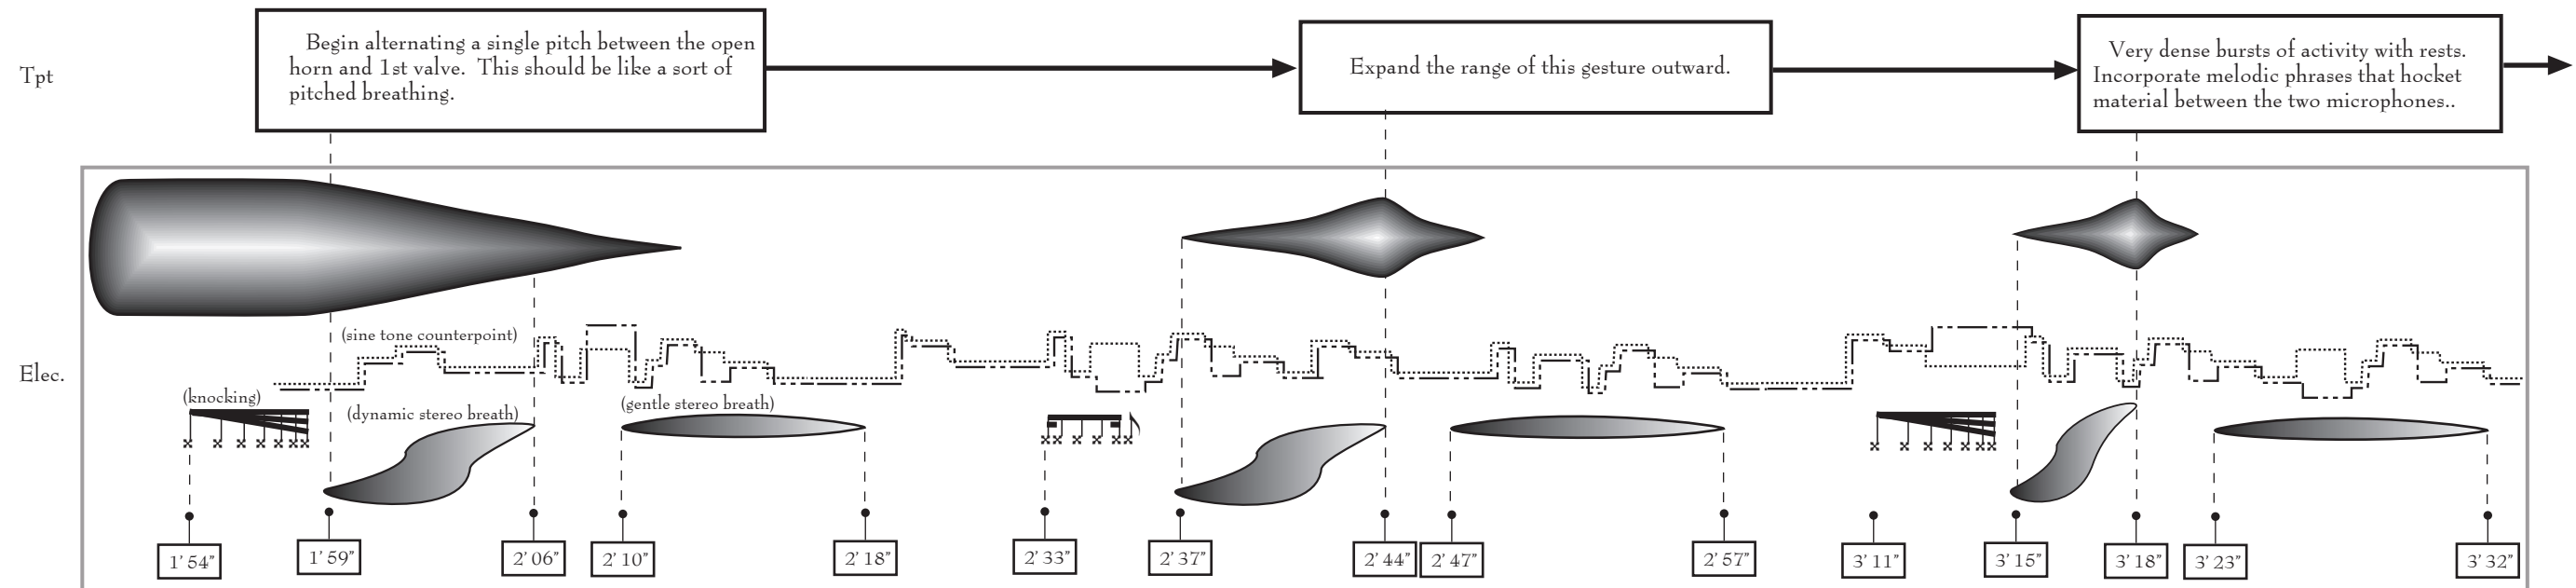 Tpt
Begin alternating a single pitch between the open
horn and 1st valve. This should be like a sort of
pitched breathing.
Expand the range of this gesture outward.
Very dense bursts of activity with rests.
Incorporate melodic phrases that hocket
material between the two microphones..
Elec.
(sine tone counterpoint)
(knocking)
(dynamic stereo breath)
(gentle stereo breath)
1' 54"
1' 59"
2' 06"
2' 10"
2' 18"
2' 33"
2' 37"
2' 44"
2' 47"
2' 57"
3' 11"
3' 15"
3' 18"
3' 23"
3' 32"